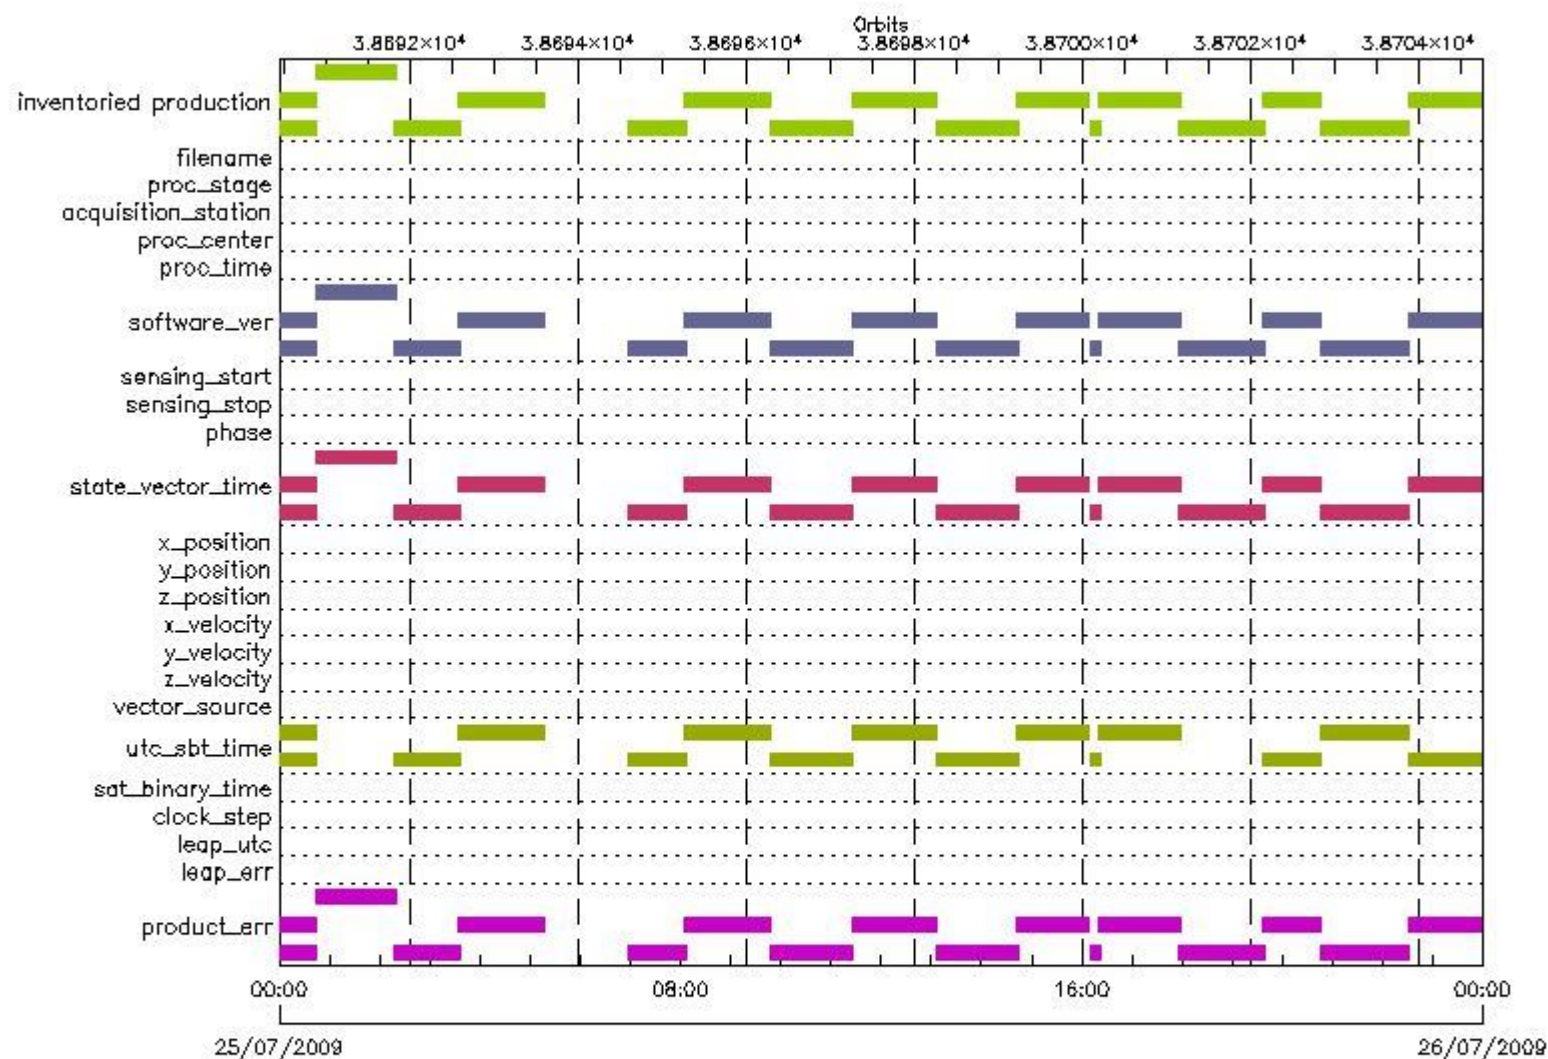 Orbits
3.8692×10⁴ 3.8694×10⁴ 3.8696×10⁴ 3.8698×10⁴ 3.8700×10⁴ 3.8702×10⁴ 3.8704×10⁴
inventoried production
filename
proc_stage
acquisition_station
proc_center
proc_time
software_ver
sensing_start
sensing_stop
phase
state_vector_time
x_position
y_position
z_position
x_velocity
y_velocity
z_velocity
vector_source
utc_sbt_time
sat_binary_time
clock_step
leap_utc
leap_err
product_err
00:00 08:00 16:00 00:00
25/07/2009 26/07/2009